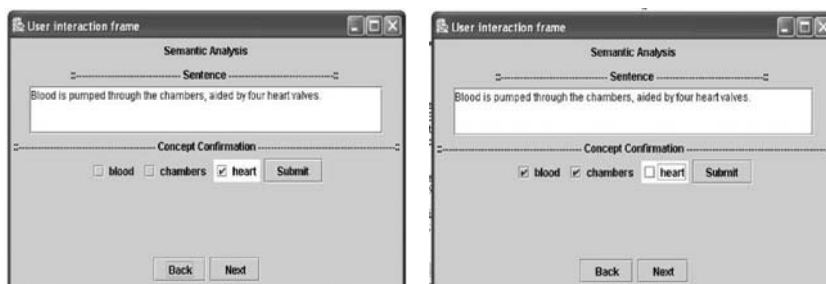 User interaction frame
Semantic Analysis
::------------------------------- Sentence -------------------------------::
Blood is pumped through the chambers, aided by four heart valves.
::------------------------------- Concept Confirmation -------------------------------::
blood chambers heart Submit
Back Next
User interaction frame
Semantic Analysis
::------------------------------- Sentence -------------------------------::
Blood is pumped through the chambers, aided by four heart valves.
::------------------------------- Concept Confirmation -------------------------------::
blood chambers heart Submit
Back Next